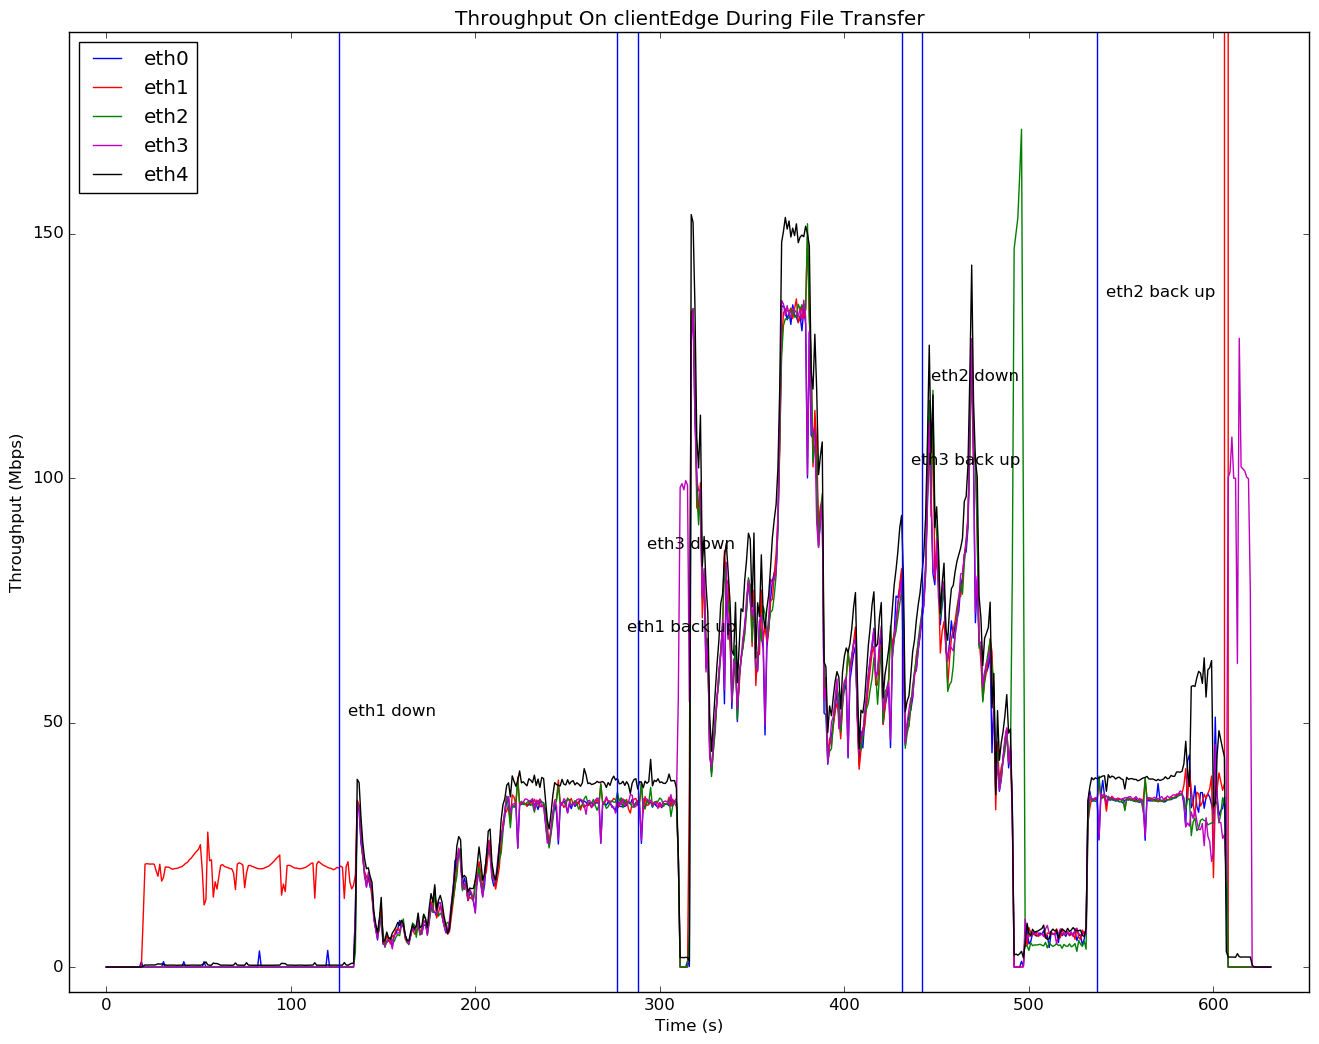 Throughput On clientEdge During File Transfer
eth0
eth1
eth2
eth3
eth4
150
100
50
0
Throughput (Mbps)
eth2 back up
eth2 down
eth3 back up
eth3 down
eth1 back up
eth1 down
0
100
200
300
400
500
600
Time (s)